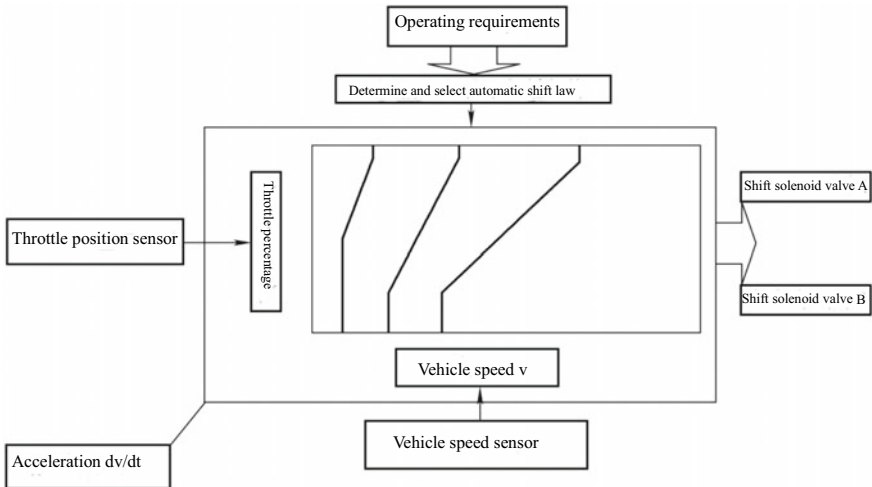 Operating requirements
Determine and select automatic shift law
Throttle percentage
Shift solenoid valve A
Throttle position sensor
Shift solenoid valve B
Vehicle speed v
Vehicle speed sensor
Acceleration dv/dt